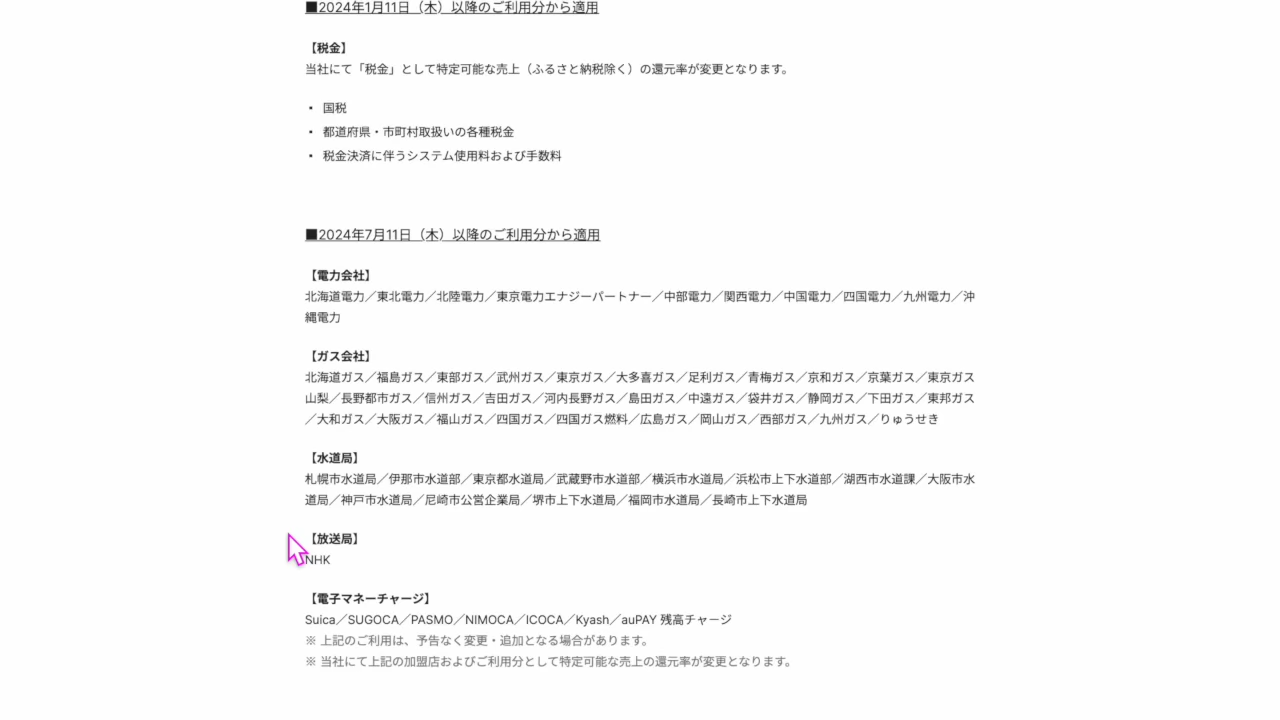 ■2024年1月11日（木）以降のご利用分から適用
【税金】
当社にて「税金」として特定可能な売上（ふるさと納税除く）の還元率が変更となります。
・ 国税
・ 都道府県・市町村取扱いの各種税金
・ 税金決済に伴うシステム使用料および手数料
■2024年7月11日（木）以降のご利用分から適用
【電力会社】
北海道電力／東北電力／北陸電力／東京電力エナジーパートナー／中部電力／関西電力／中国電力／四国電力／九州電力／沖
縄電力
【ガス会社】
北海道ガス／福島ガス／東部ガス／武州ガス／東京ガス／大多喜ガス／足利ガス／青梅ガス／京和ガス／京葉ガス／東京ガス
山梨／長野都市ガス／信州ガス／吉田ガス／河内長野ガス／島田ガス／中遠ガス／袋井ガス／静岡ガス／下田ガス／東邦ガス
／大和ガス／大阪ガス／福山ガス／四国ガス／四国ガス燃料／広島ガス／岡山ガス／西部ガス／九州ガス／りゅうせき
【水道局】
札幌市水道局／伊那市水道部／東京都水道局／武蔵野市水道部／横浜市水道局／浜松市上下水道部／湖西市水道課／大阪市水
道局／神戸市水道局／尼崎市公営企業局／堺市上下水道局／福岡市水道局／長崎市上下水道局
【放送局】
NHK
【電子マネーチャージ】
Suica／SUGOCA／PASMO／NIMOCA／ICOCA／Kyash／auPAY 残高チャージ
※ 上記のご利用は、予告なく変更・追加となる場合があります。
※ 当社にて上記の加盟店およびご利用分として特定可能な売上の還元率が変更となります。